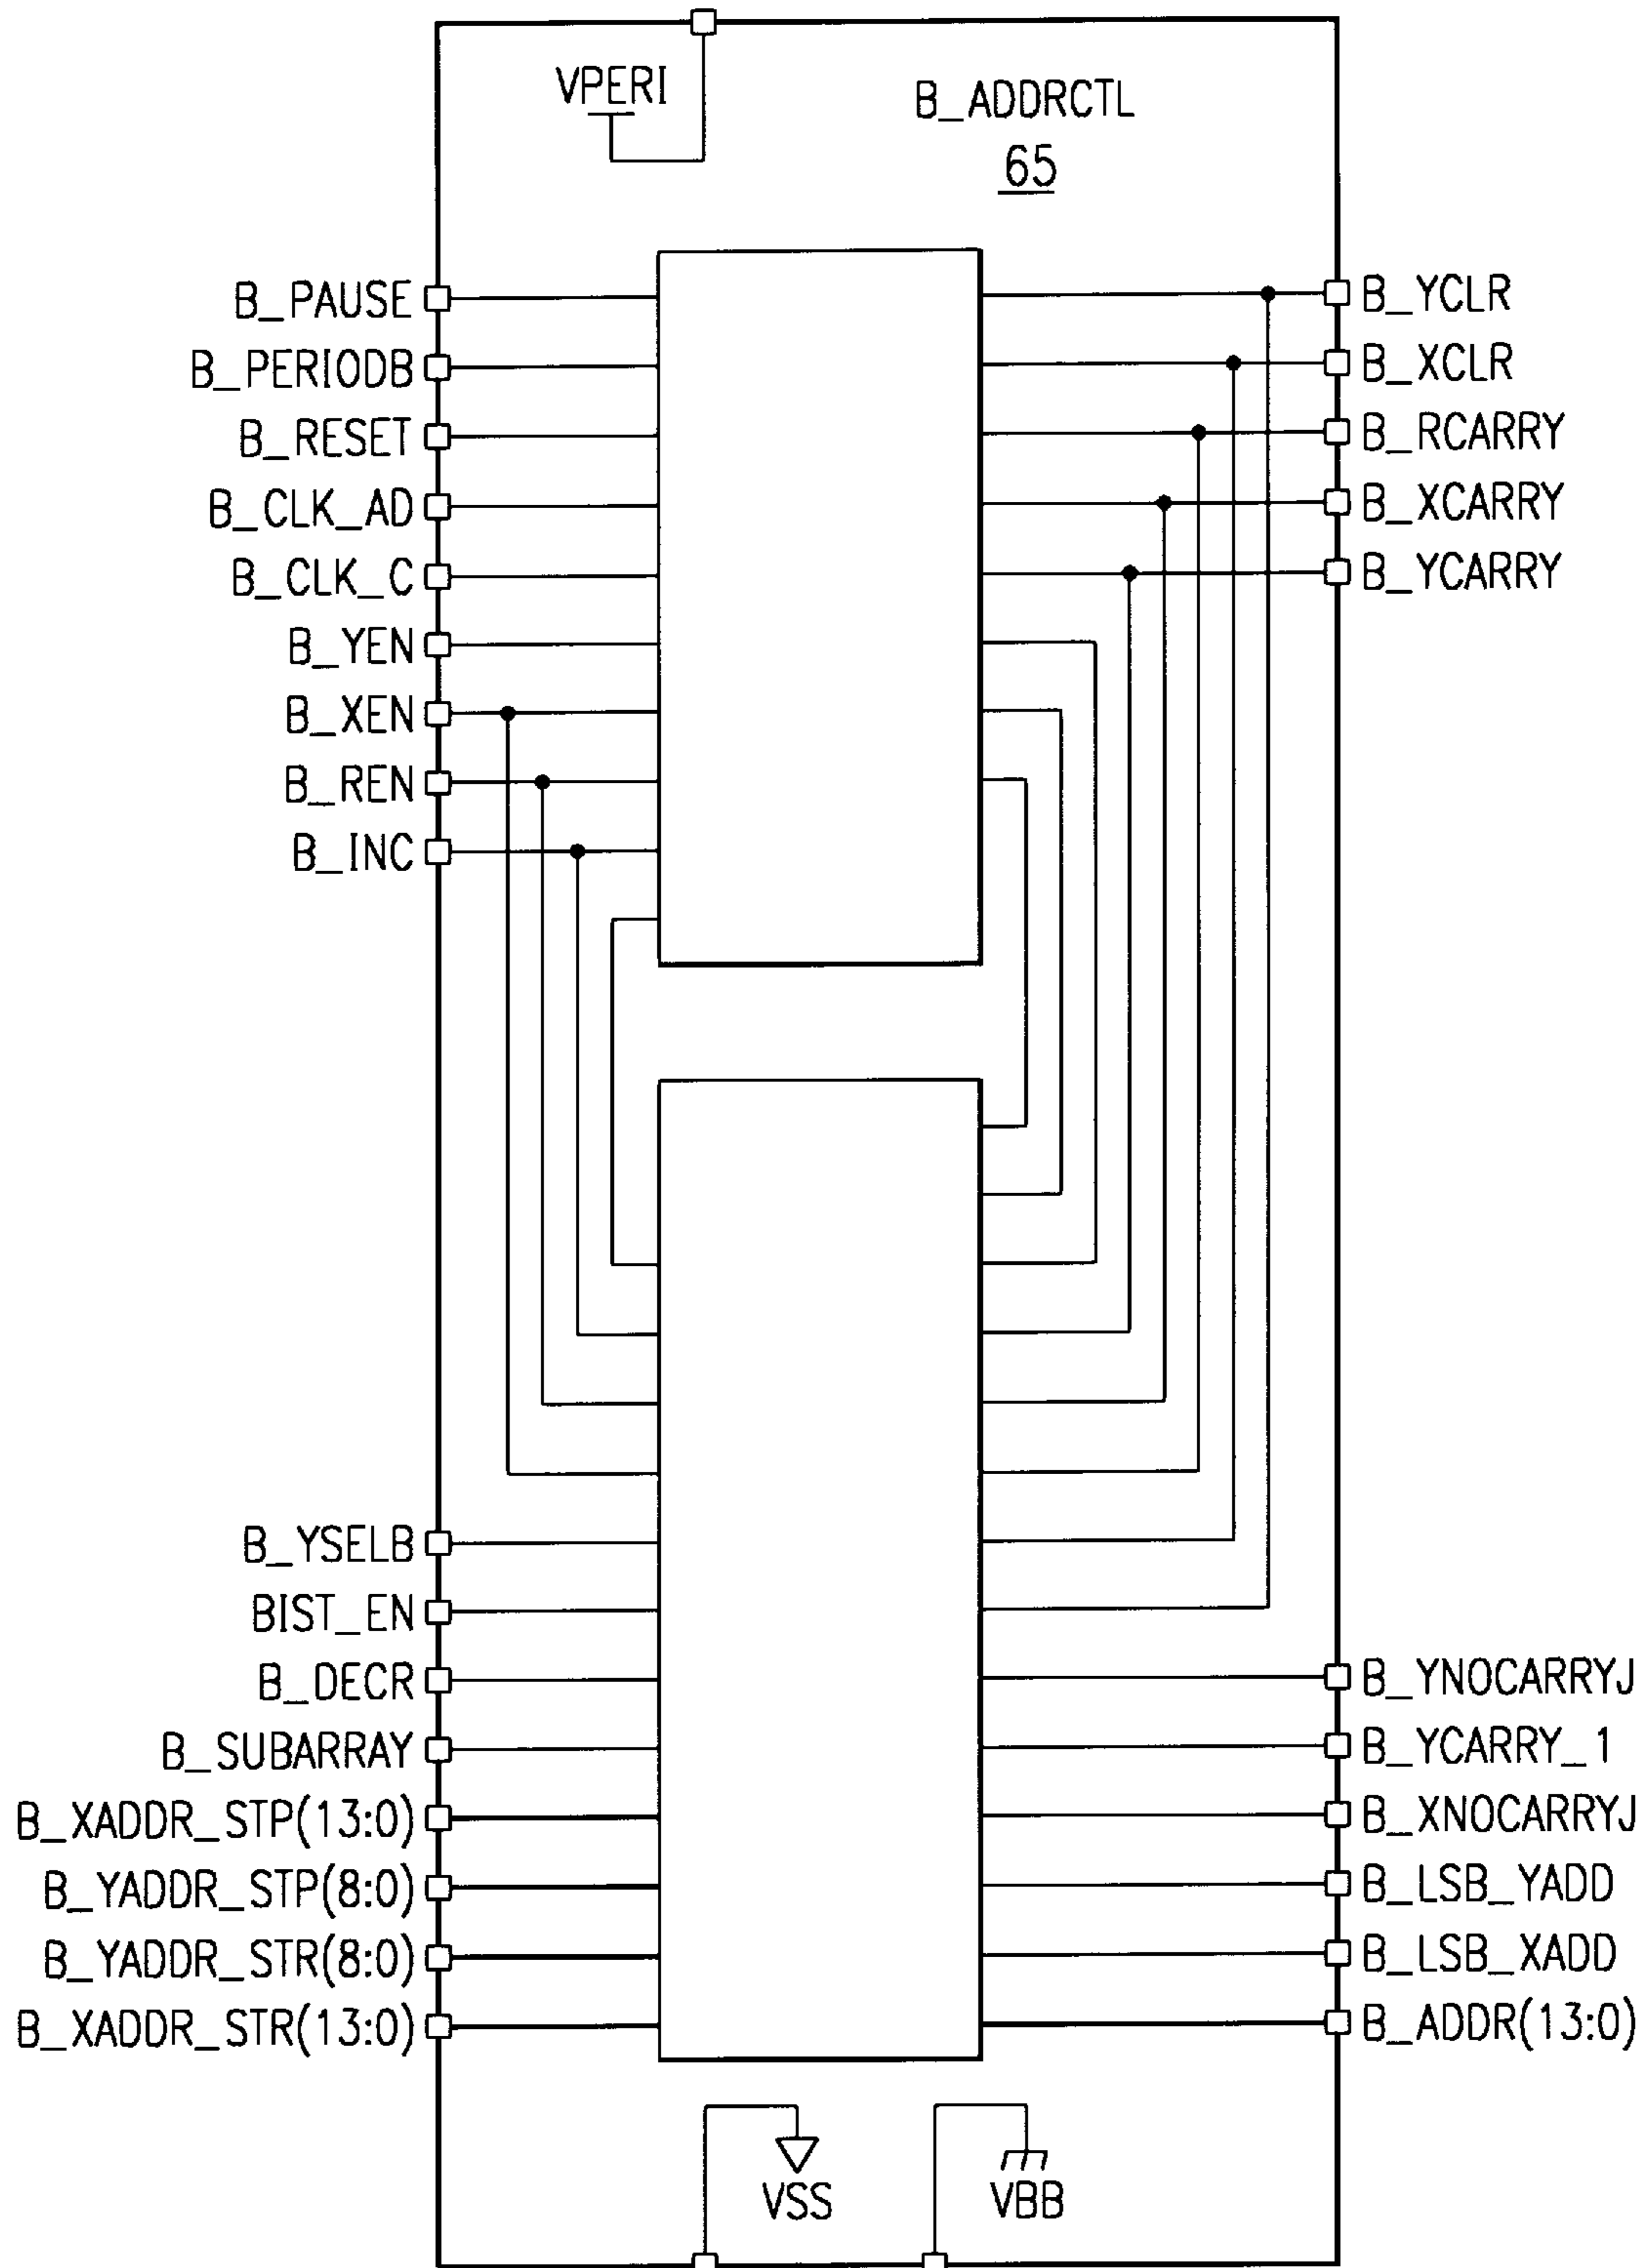 VPERI
B_ADDRCTL
65
B_PAUSE
B_PERIODB
B_RESET
B_CLK_AD
B_CLK_C
B_YEN
B_XEN
B_REN
B_INC
B_YCLR
B_XCLR
B_RCARRY
B_XCARRY
B_YCARRY
B_YSELB
BIST_EN
B_DECR
B_SUBARRAY
B_XADDR_STP(13:0)
B_YADDR_STP(8:0)
B_YADDR_STR(8:0)
B_XADDR_STR(13:0)
B_YNOCARRYJ
B_YCARRY_1
B_XNOCARRYJ
B_LSB_YADD
B_LSB_XADD
B_ADDR(13:0)
VSS
VBB